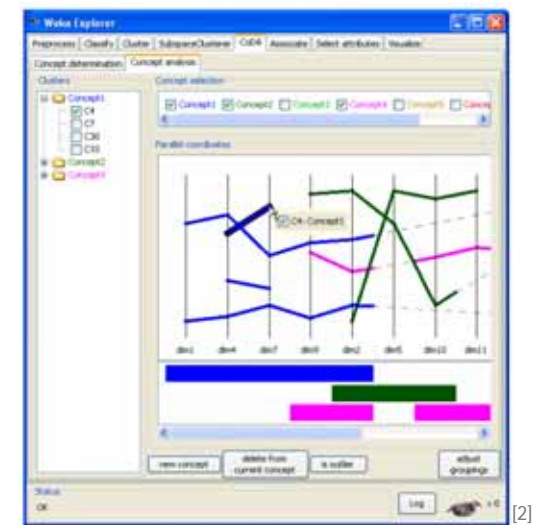 Weka Explorer
Preprocess Classify Cluster SubspaceClusterer CoDA Associate Select attributes Visualize
Concept determination Concept analysis
Clusters
Concept selection
Concept1
C4
C7
C30
C33
Concept2
Concept4
Concept1 Concept2 Concept3 Concept4 Concept5 Concep
Parallel coordinates
C4: Concept1
dim1 dim4 dim7 dim9 dim2 dim5 dim10 dim11
new concept
delete from
current concept
is outlier
adjust
groupings
Status
OK
Log
x 0
[2]